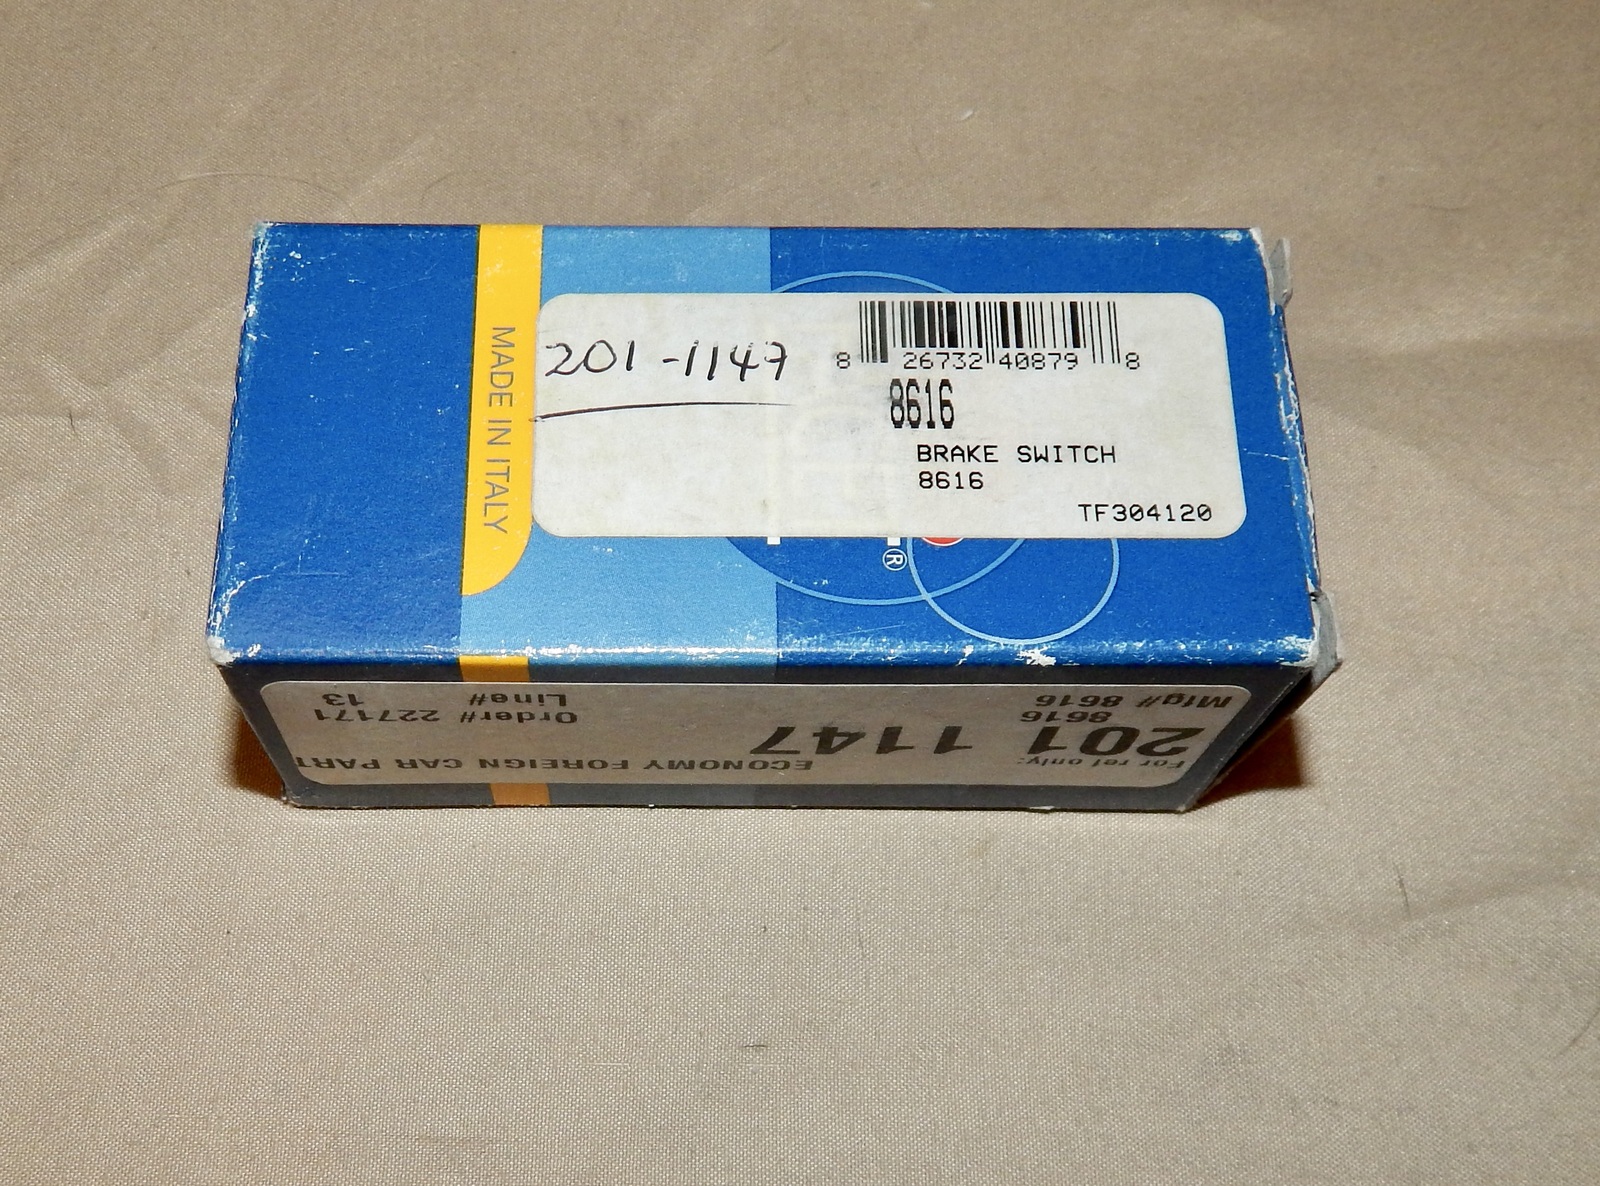 MADE IN ITALY
201-1147
8 26732 40879 8
8616
BRAKE SWITCH
8616
TF304120
®
For ref only:
ECONOMY FOREIGN CAR PART
201 1147
8616
Order# 227171
Mfg# 8616
Line# 13